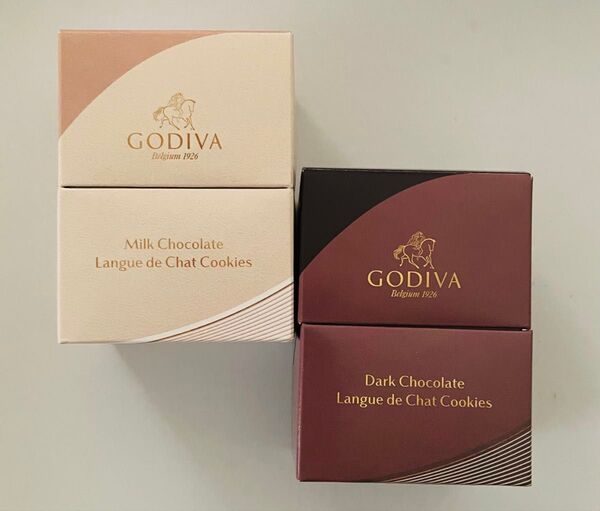 GODIVA
Belgium 1926
Milk Chocolate
Langue de Chat Cookies
GODIVA
Belgium 1926
Dark Chocolate
Langue de Chat Cookies